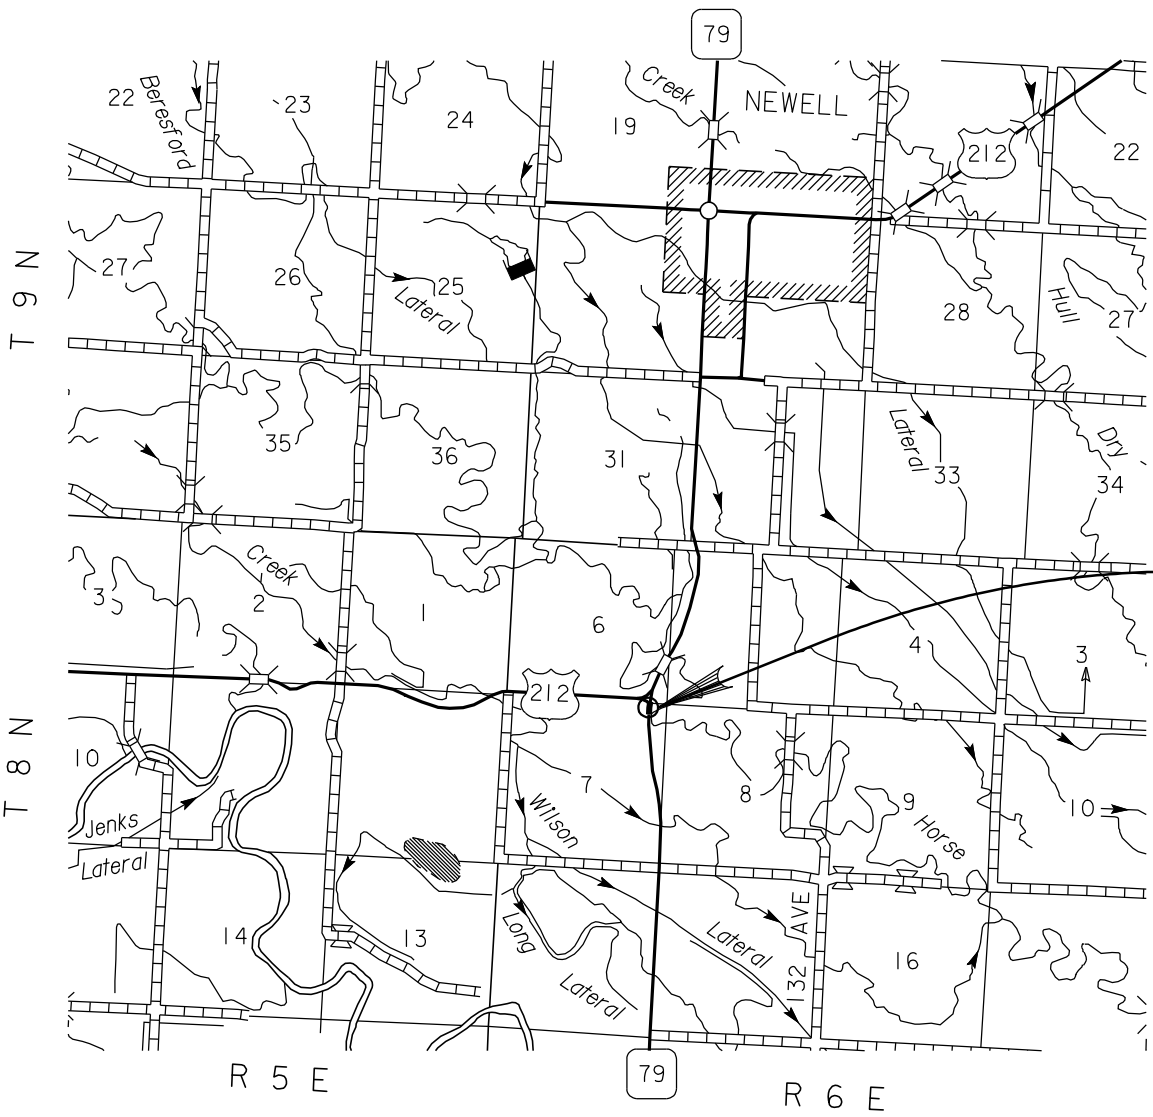 79
Creek
NEWELL
22
Beresford
23
24
19
212
22
27
26
25
Lateral
28
Hull
27
T 9 N
35
36
31
Lateral
33
Dry
34
Creek
3
2
1
6
4
3
212
T 8 N
10
7
8
9
10
Jenks
Lateral
Wilson
Horse
14
13
Long
Lateral
Lateral
132 AVE
16
R 5 E
79
R 6 E